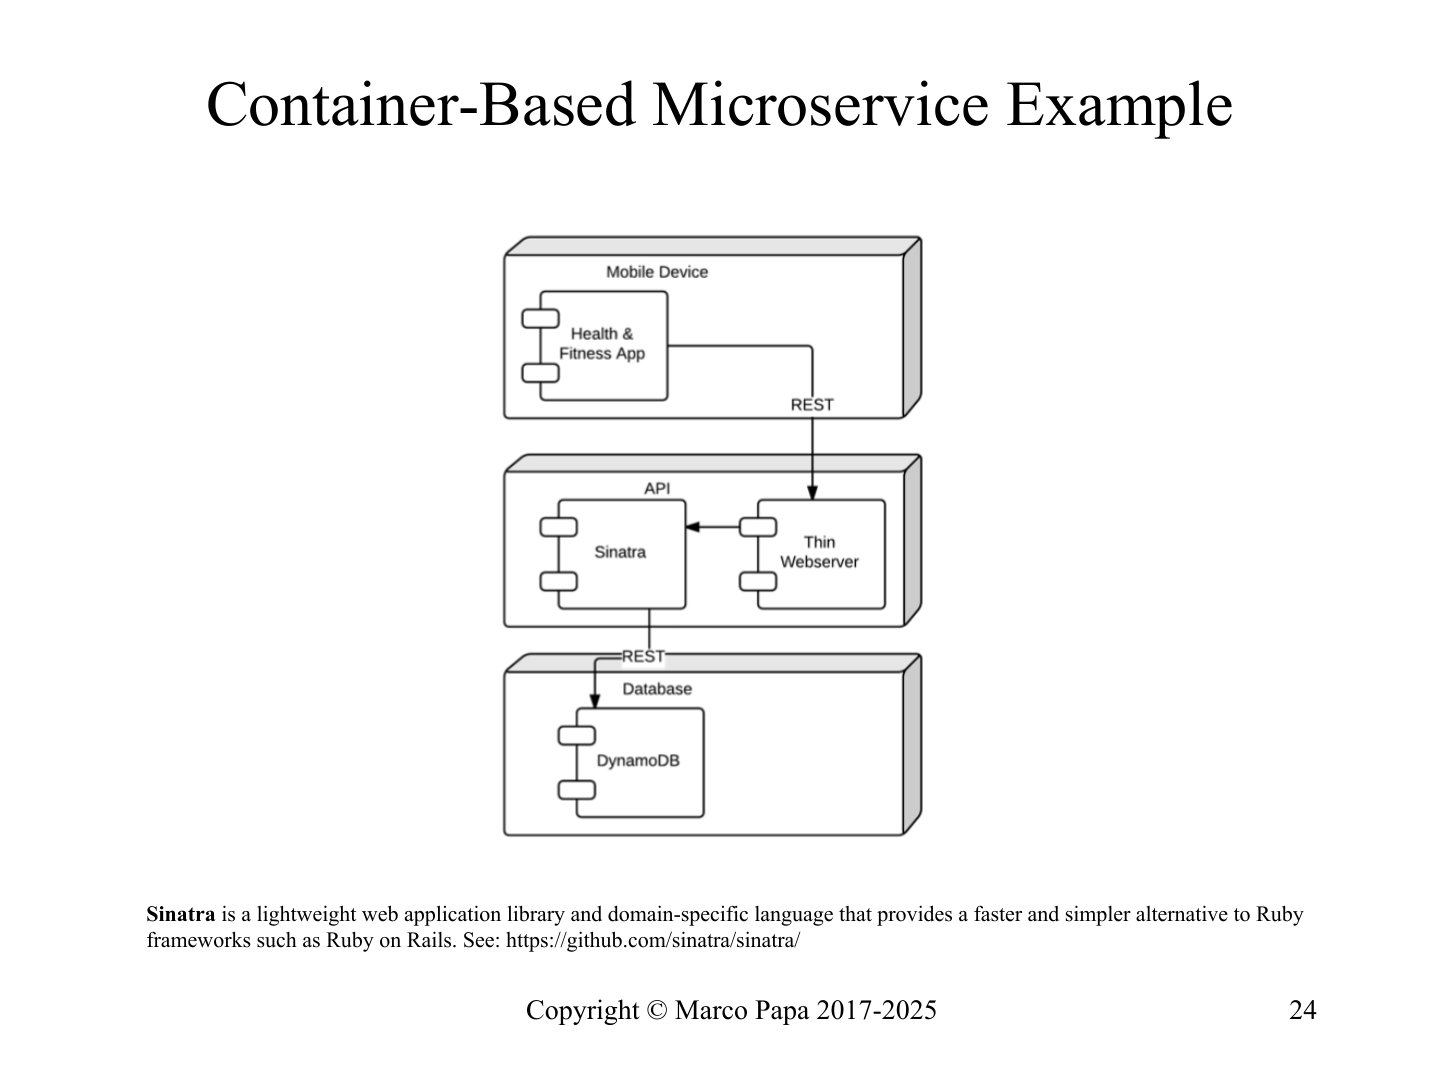 Container-Based Microservice Example
Mobile Device
Health &
Fitness App
REST
API
Sinatra
Thin
Webserver
REST
Database
DynamoDB
Sinatra is a lightweight web application library and domain-specific language that provides a faster and simpler alternative to Ruby
frameworks such as Ruby on Rails. See: https://github.com/sinatra/sinatra/
Copyright © Marco Papa 2017-2025
24